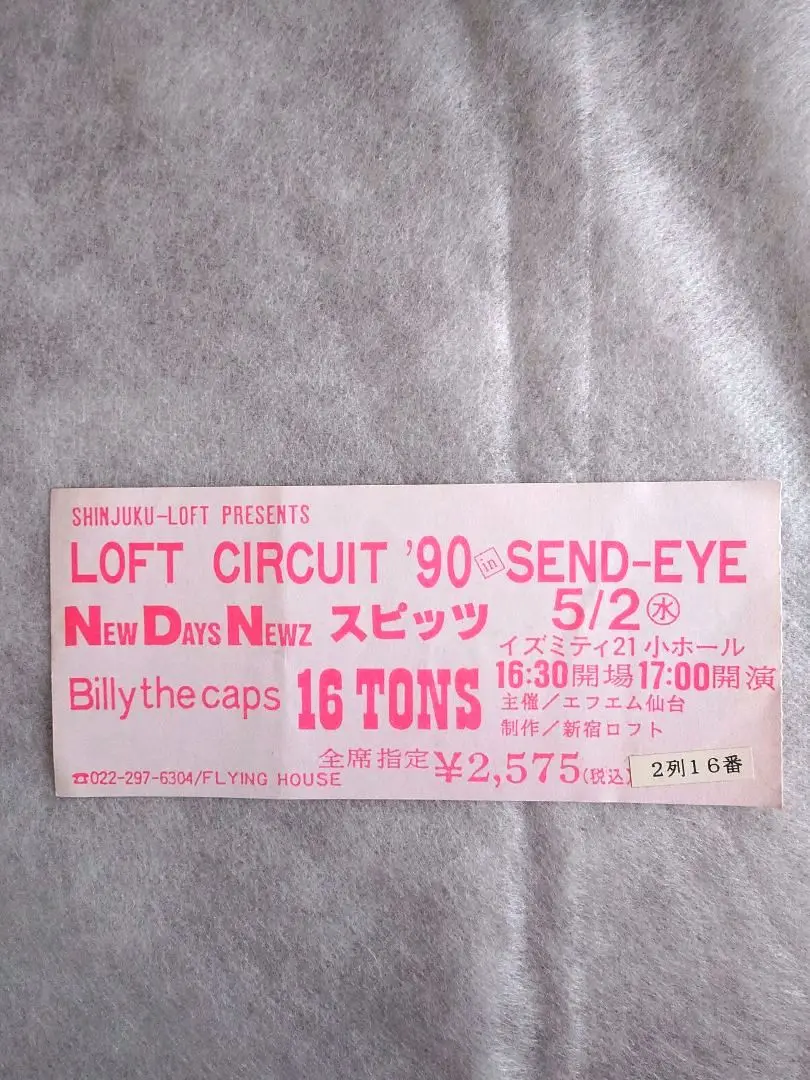 SHINJUKU-LOFT PRESENTS
LOFT CIRCUIT '90 in SEND-EYE
NEW DAYS NEWZ スピッツ 5/2㊌
イズミティ21 小ホール
Billy the caps 16 TONS
16:30開場17:00開演
主催/エフエム仙台
制作/新宿ロフト
全席指定¥2,575(税込)
2列16番
☎022-297-6304/FLYING HOUSE